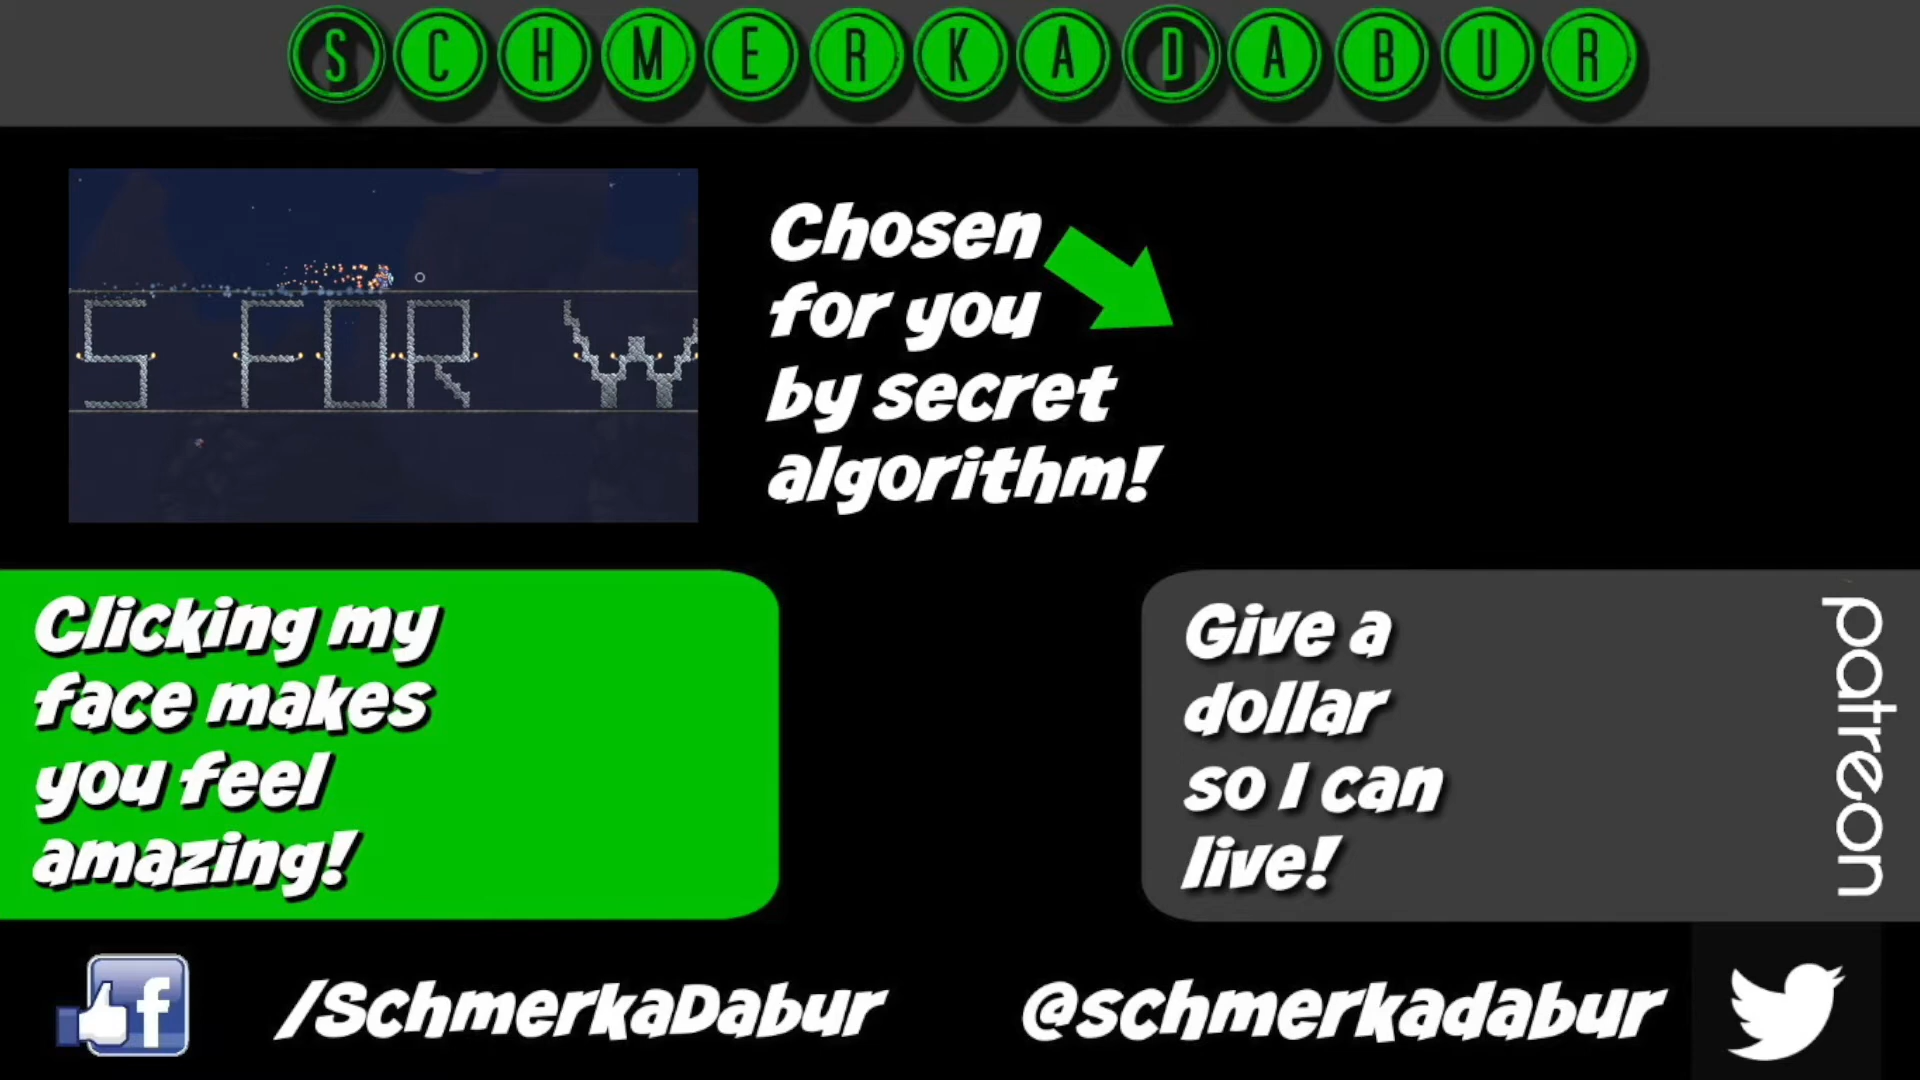 SCHMERKADABUR
S FOR W
Chosen
for you
by secret
algorithm!
Clicking my
face makes
you feel
amazing!
Give a
dollar
so I can
live!
patreon
f
/SchmerkaDabur
@schmerkadabur